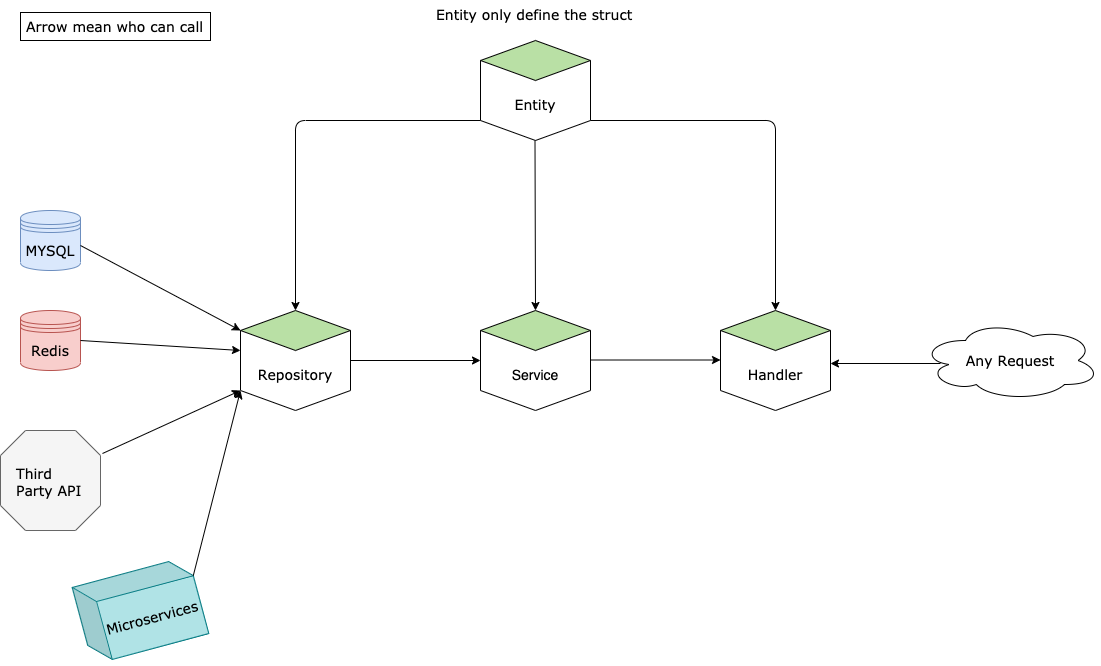 Entity only define the struct
Arrow mean who can call
Entity
MYSQL
Redis
Repository
Service
Handler
Any Request
Third
Party API
Microservices